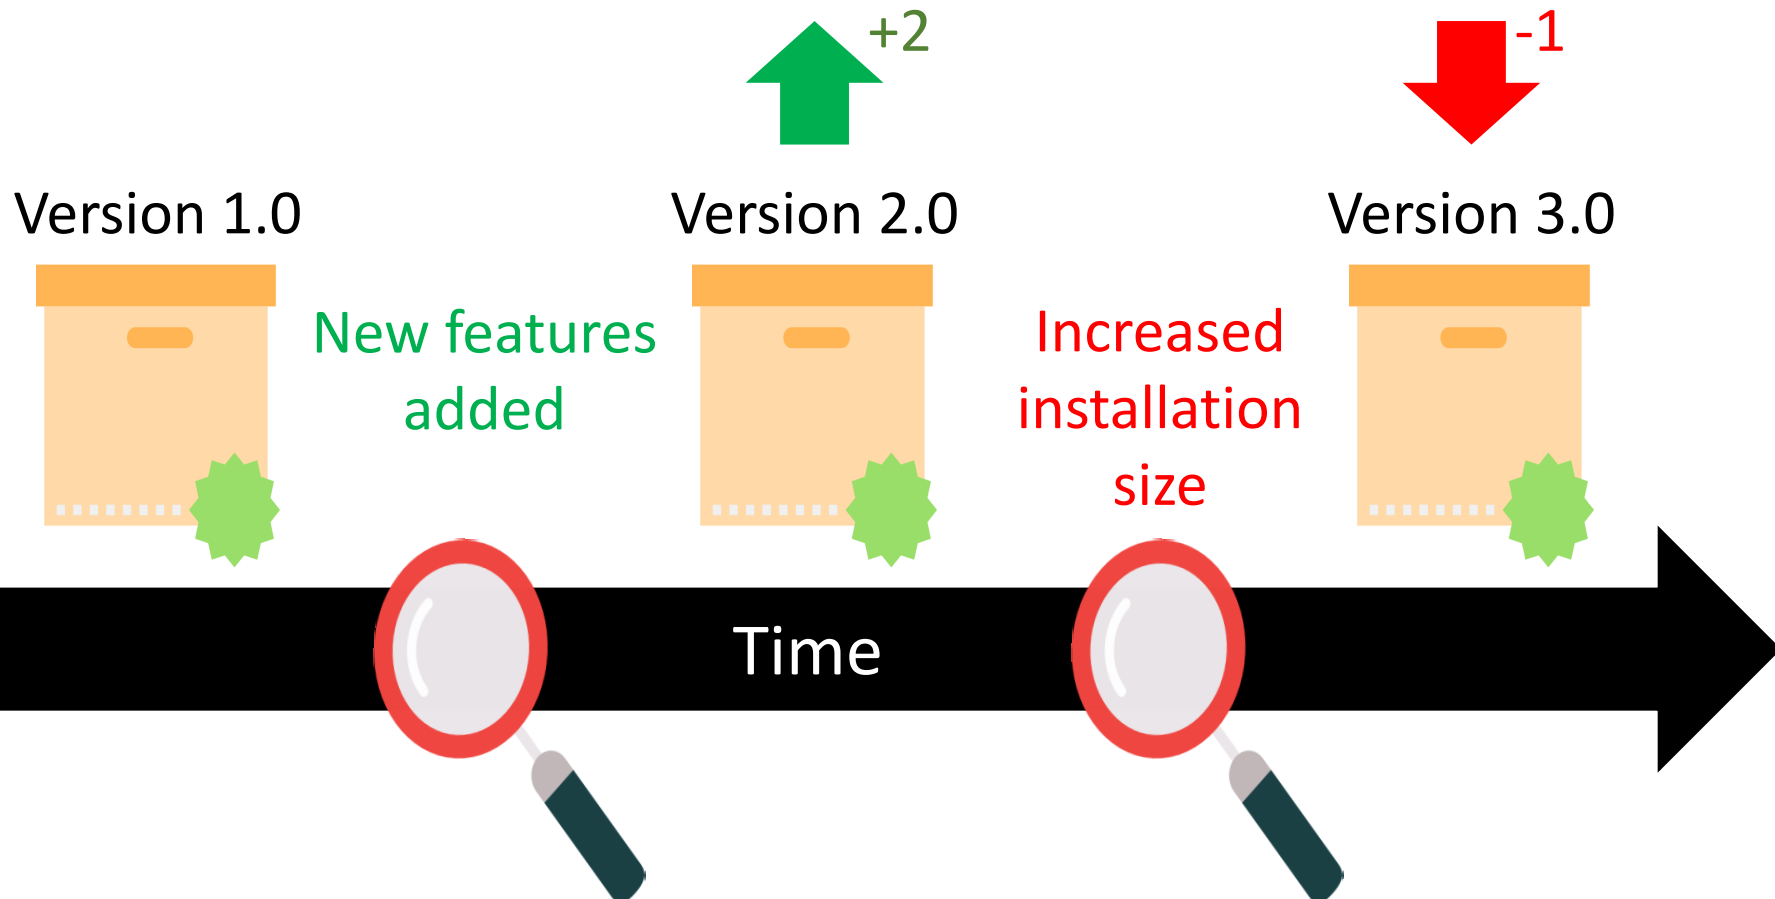 +2
-1
Version 1.0
Version 2.0
Version 3.0
New features
added
Increased
installation
size
Time